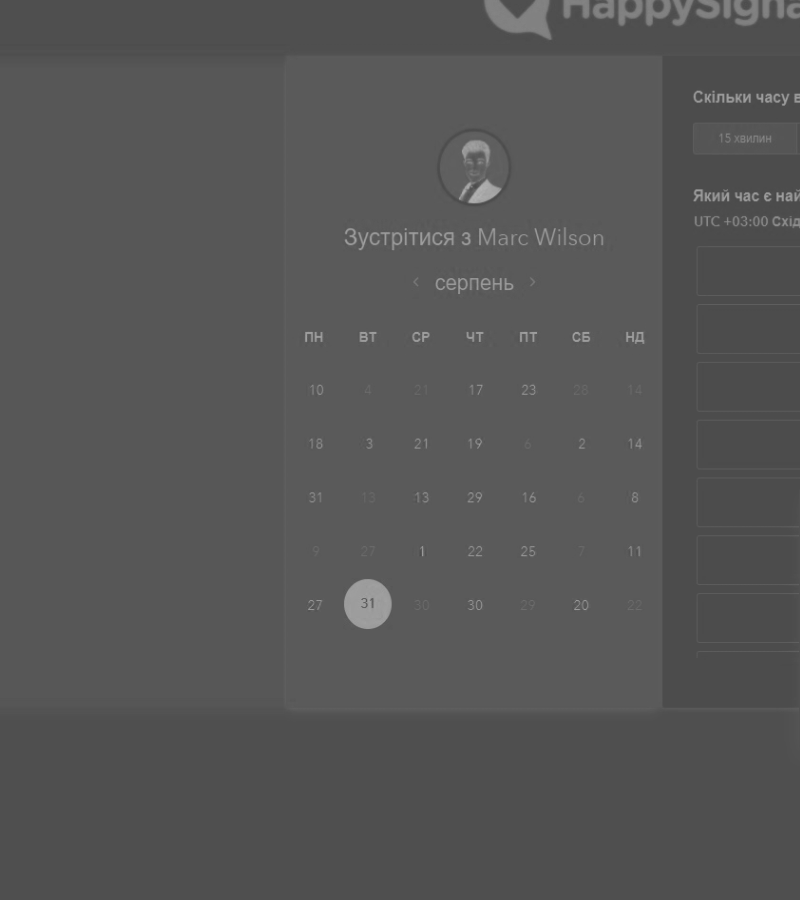 HappySigna
Зустрітися з Marc Wilson
‹ серпень ›
ПН ВТ СР ЧТ ПТ СБ НД
10 4 21 17 23 28 14
18 3 21 19 6 2 14
31 13 13 29 16 6 8
9 27 1 22 25 7 11
27 31 30 30 29 20 22
Скільки часу в
15 хвилин
Який час є най
UTC +03:00 Схід